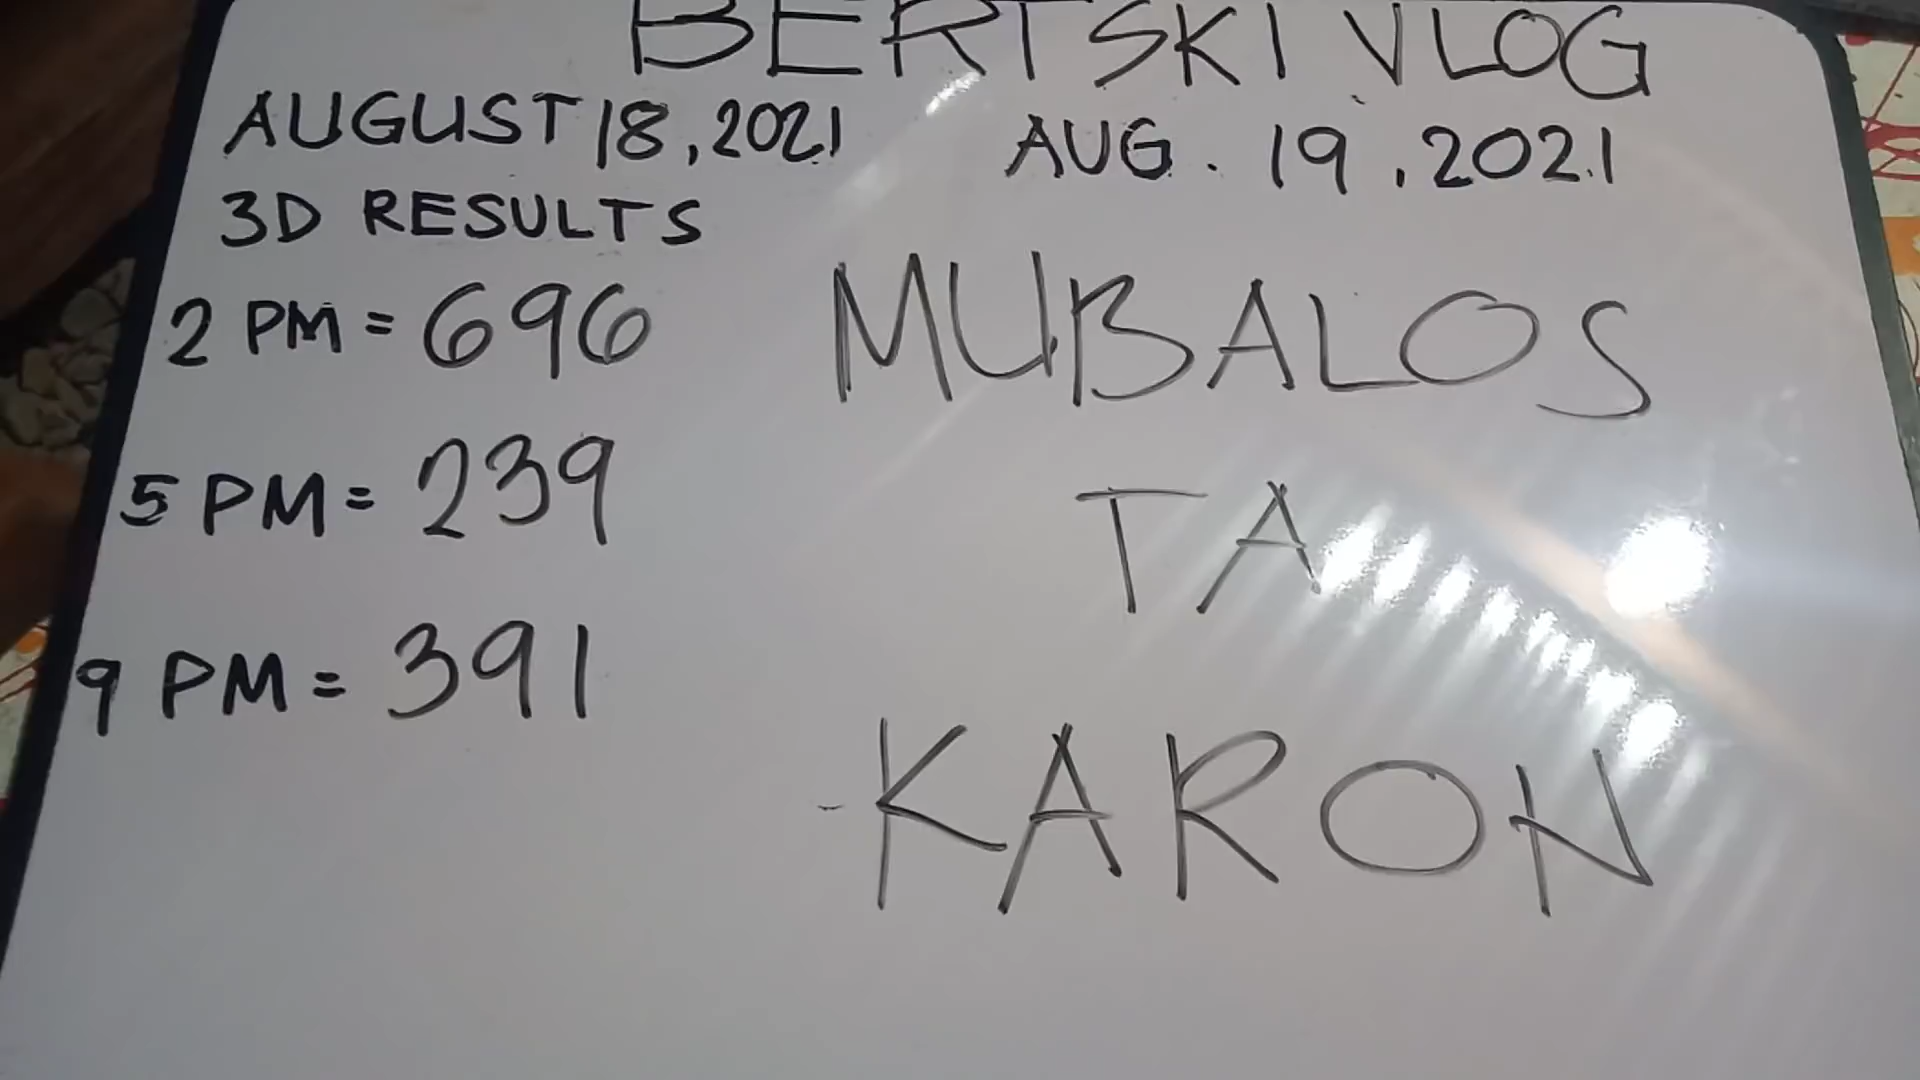 BERTSKI VLOG
AUGUST 18, 2021
3D RESULTS
2 PM = 696
5 PM = 239
9 PM = 391
AUG. 19, 2021
MUBALOS
TA
KARON